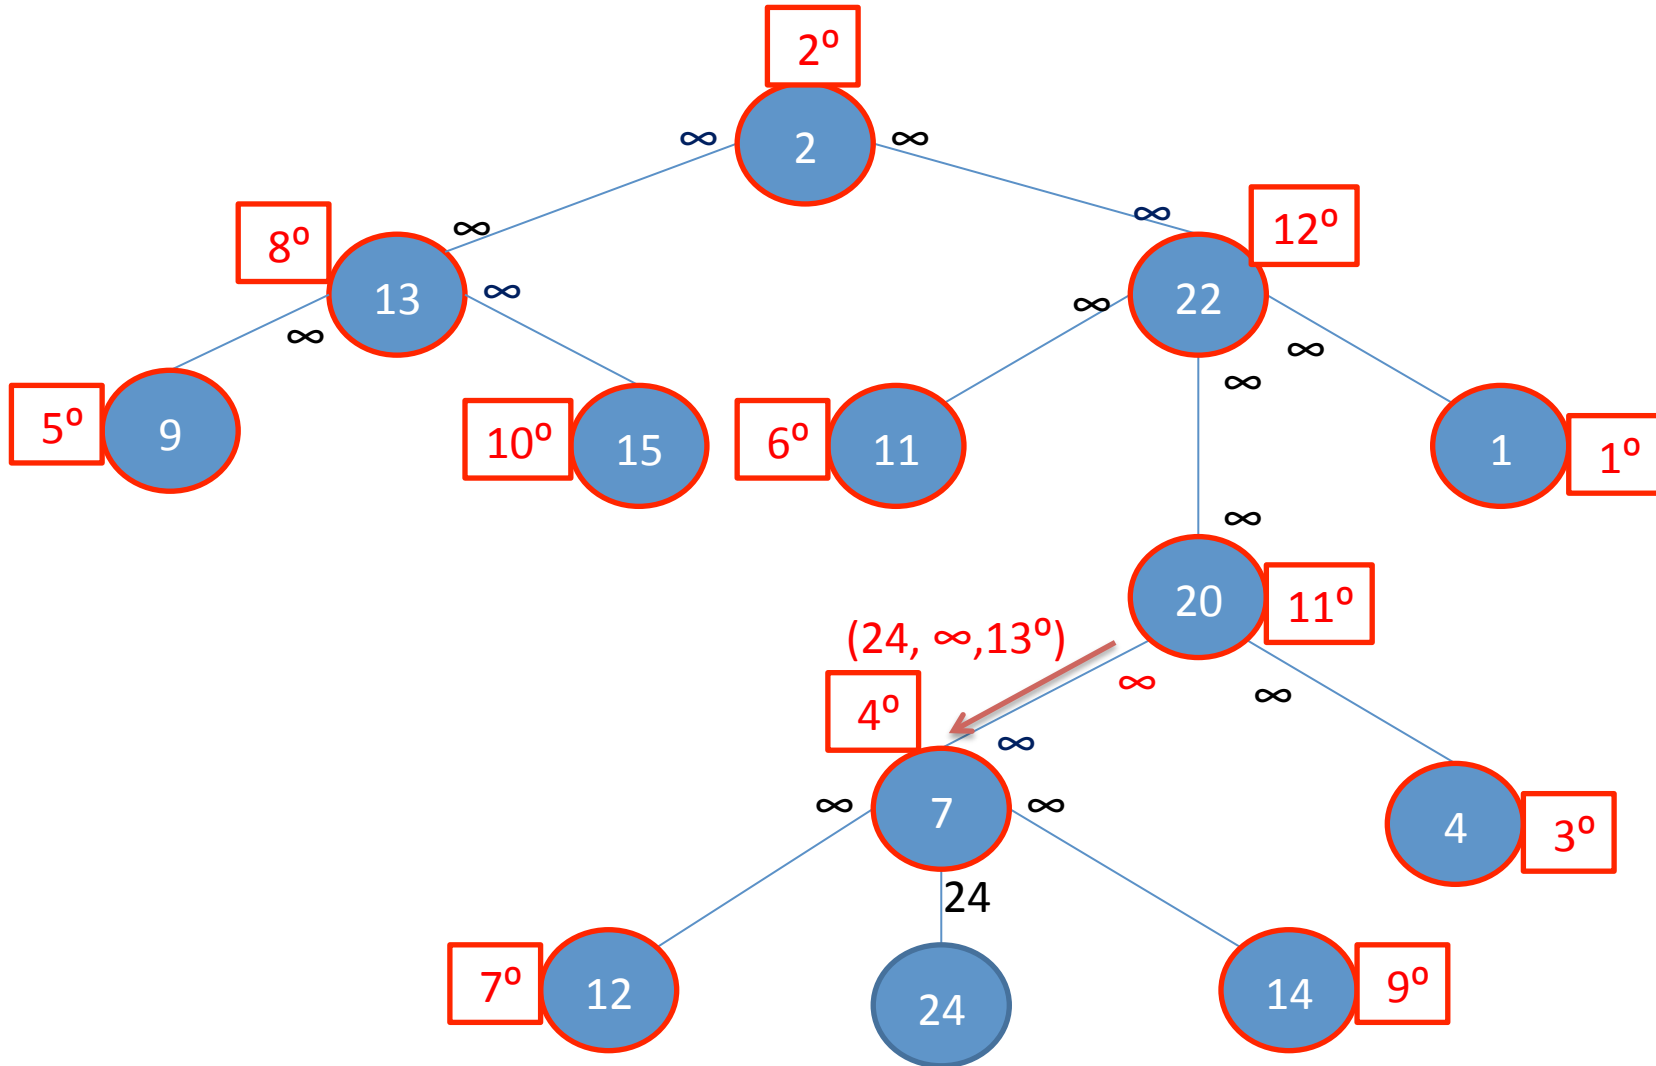 2º
∞ 2 ∞
∞ ∞
8º 12º
13 ∞ ∞ 22
∞ ∞
∞
5º 9 10º 15 6º 11 1 1º
∞
20 11º
(24, ∞,13º)
∞ ∞
4º
∞
∞ 7 ∞
4 3º
24
7º 12 24 14 9º